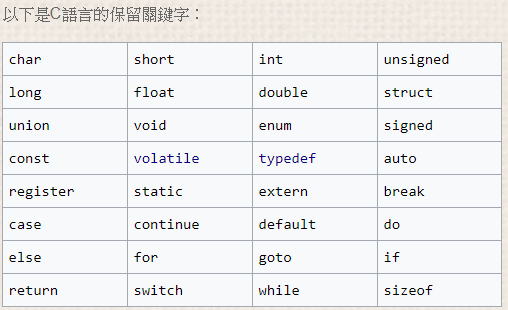 以下是C語言的保留關鍵字：
char short int unsigned
long float double struct
union void enum signed
const volatile typedef auto
register static extern break
case continue default do
else for goto if
return switch while sizeof